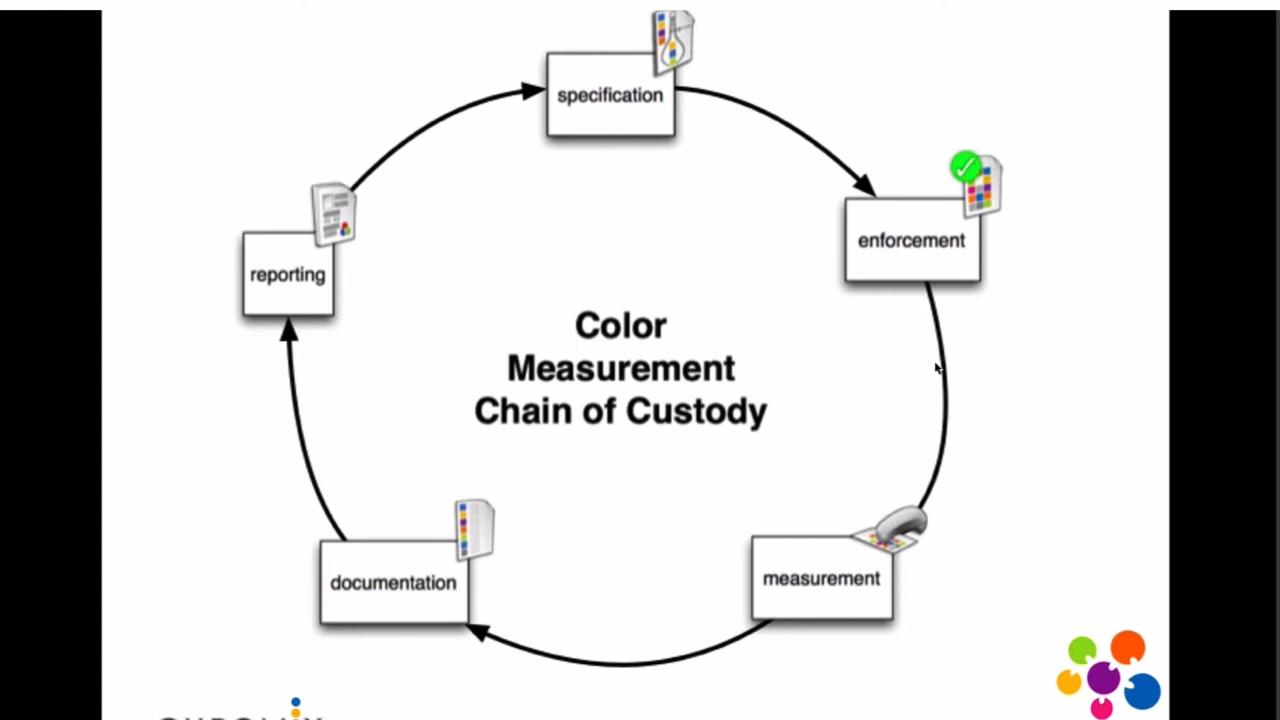 specification
enforcement
reporting
Color
Measurement
Chain of Custody
documentation
measurement